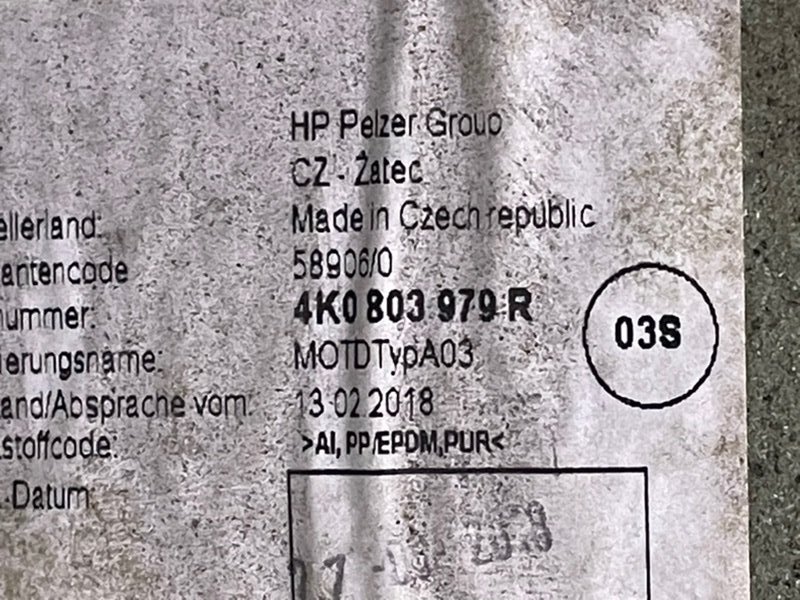 HP Pelzer Group
CZ - Žatec
ellerland: Made in Czech republic
antencode 58906/0
nummer: 4K0 803 979 R
03S
ierungsname: MOTDTypA03
and/Absprache vom: 13.02.2018
stoffcode: >Al, PP/EPDM,PUR<
.-Datum: